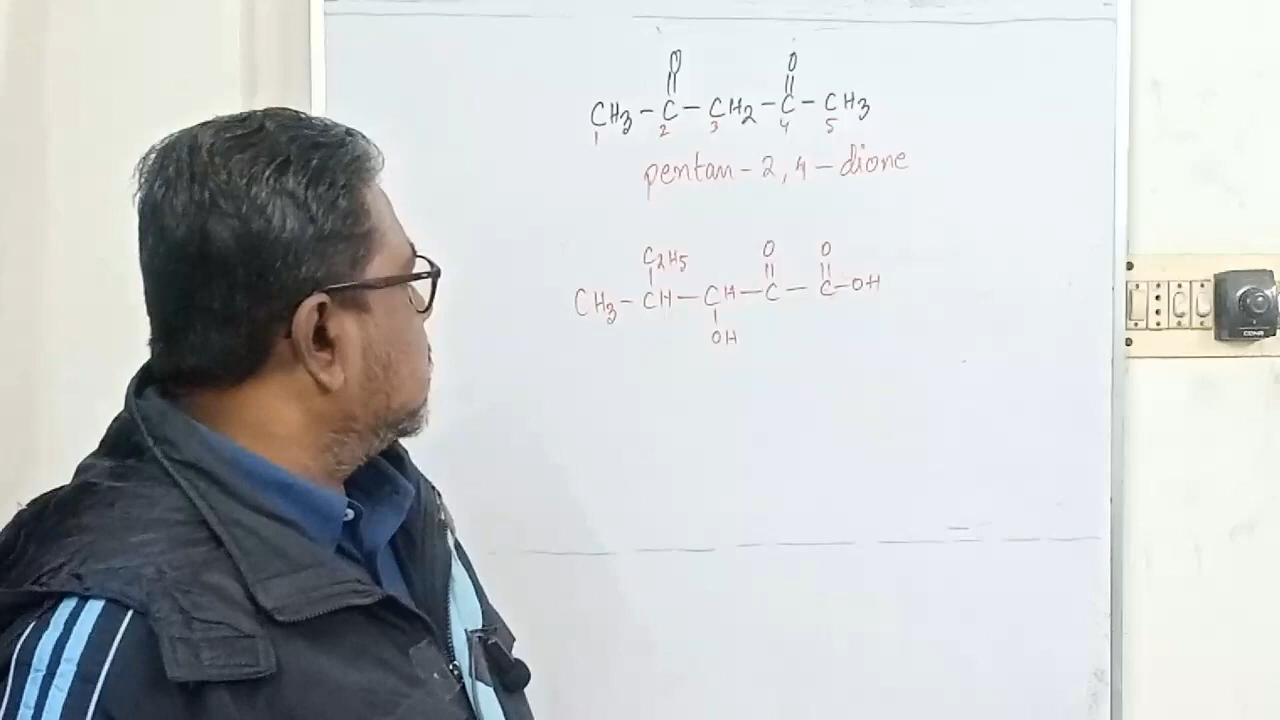 O O
|| ||
CH3 - C - CH2 - C - CH3
1 2 3 4 5
pentan - 2, 4 - dione
C2H5 O O
| || ||
CH3 - CH - CH - C - C - OH
|
OH